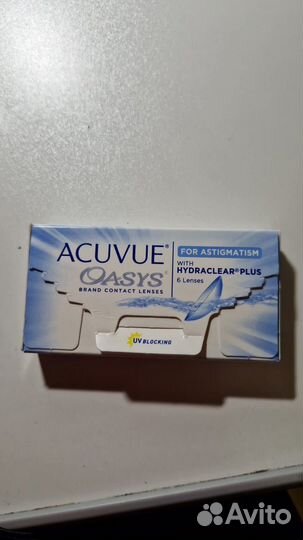 ACUVUE®
OASYS®
BRAND CONTACT LENSES
FOR ASTIGMATISM
WITH
HYDRACLEAR® PLUS
6 Lenses
UV BLOCKING
Avito